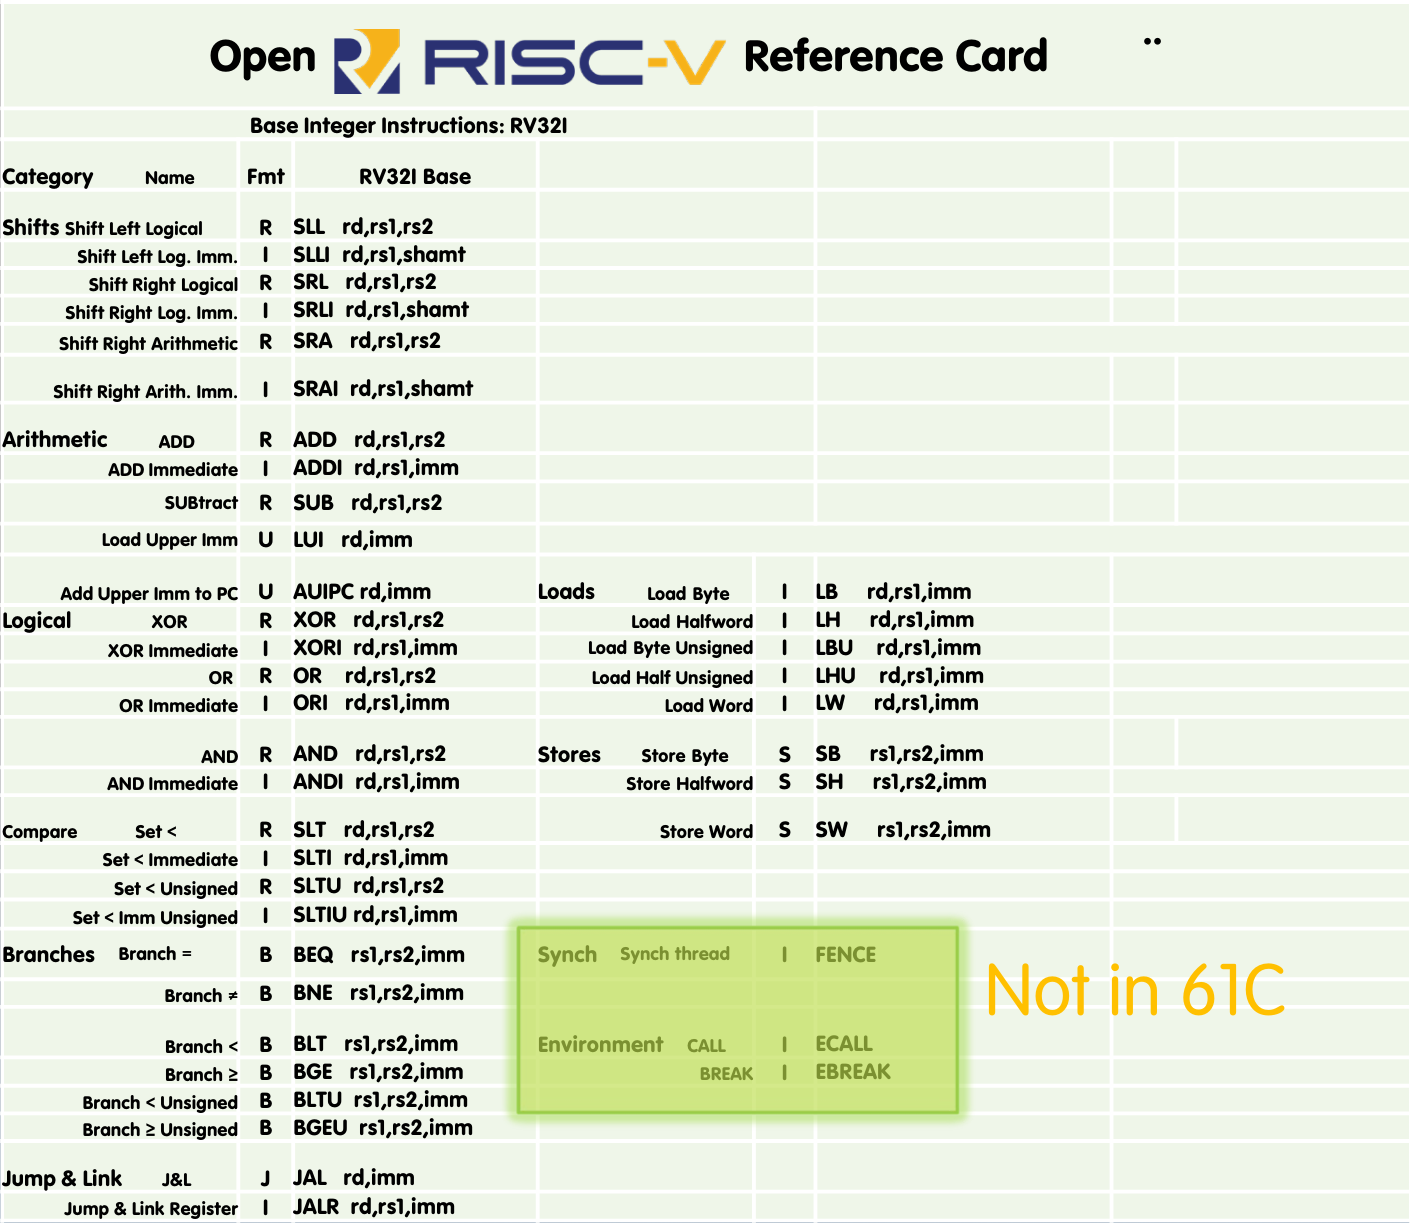 Open RISC-V Reference Card ¨
Base Integer Instructions: RV32I
Category Name Fmt RV32I Base
Shifts Shift Left Logical R SLL rd,rs1,rs2
Shift Left Log. Imm. I SLLI rd,rs1,shamt
Shift Right Logical R SRL rd,rs1,rs2
Shift Right Log. Imm. I SRLI rd,rs1,shamt
Shift Right Arithmetic R SRA rd,rs1,rs2
Shift Right Arith. Imm. I SRAI rd,rs1,shamt
Arithmetic ADD R ADD rd,rs1,rs2
ADD Immediate I ADDI rd,rs1,imm
SUBtract R SUB rd,rs1,rs2
Load Upper Imm U LUI rd,imm
Add Upper Imm to PC U AUIPC rd,imm Loads Load Byte I LB rd,rs1,imm
Logical XOR R XOR rd,rs1,rs2 Load Halfword I LH rd,rs1,imm
XOR Immediate I XORI rd,rs1,imm Load Byte Unsigned I LBU rd,rs1,imm
OR R OR rd,rs1,rs2 Load Half Unsigned I LHU rd,rs1,imm
OR Immediate I ORI rd,rs1,imm Load Word I LW rd,rs1,imm
AND R AND rd,rs1,rs2 Stores Store Byte S SB rs1,rs2,imm
AND Immediate I ANDI rd,rs1,imm Store Halfword S SH rs1,rs2,imm
Compare Set < R SLT rd,rs1,rs2 Store Word S SW rs1,rs2,imm
Set < Immediate I SLTI rd,rs1,imm
Set < Unsigned R SLTU rd,rs1,rs2
Set < Imm Unsigned I SLTIU rd,rs1,imm
Branches Branch = B BEQ rs1,rs2,imm Synch Synch thread I FENCE
Branch ≠ B BNE rs1,rs2,imm Not in 61C
Branch < B BLT rs1,rs2,imm Environment CALL I ECALL
Branch ≥ B BGE rs1,rs2,imm BREAK I EBREAK
Branch < Unsigned B BLTU rs1,rs2,imm
Branch ≥ Unsigned B BGEU rs1,rs2,imm
Jump & Link J&L J JAL rd,imm
Jump & Link Register I JALR rd,rs1,imm